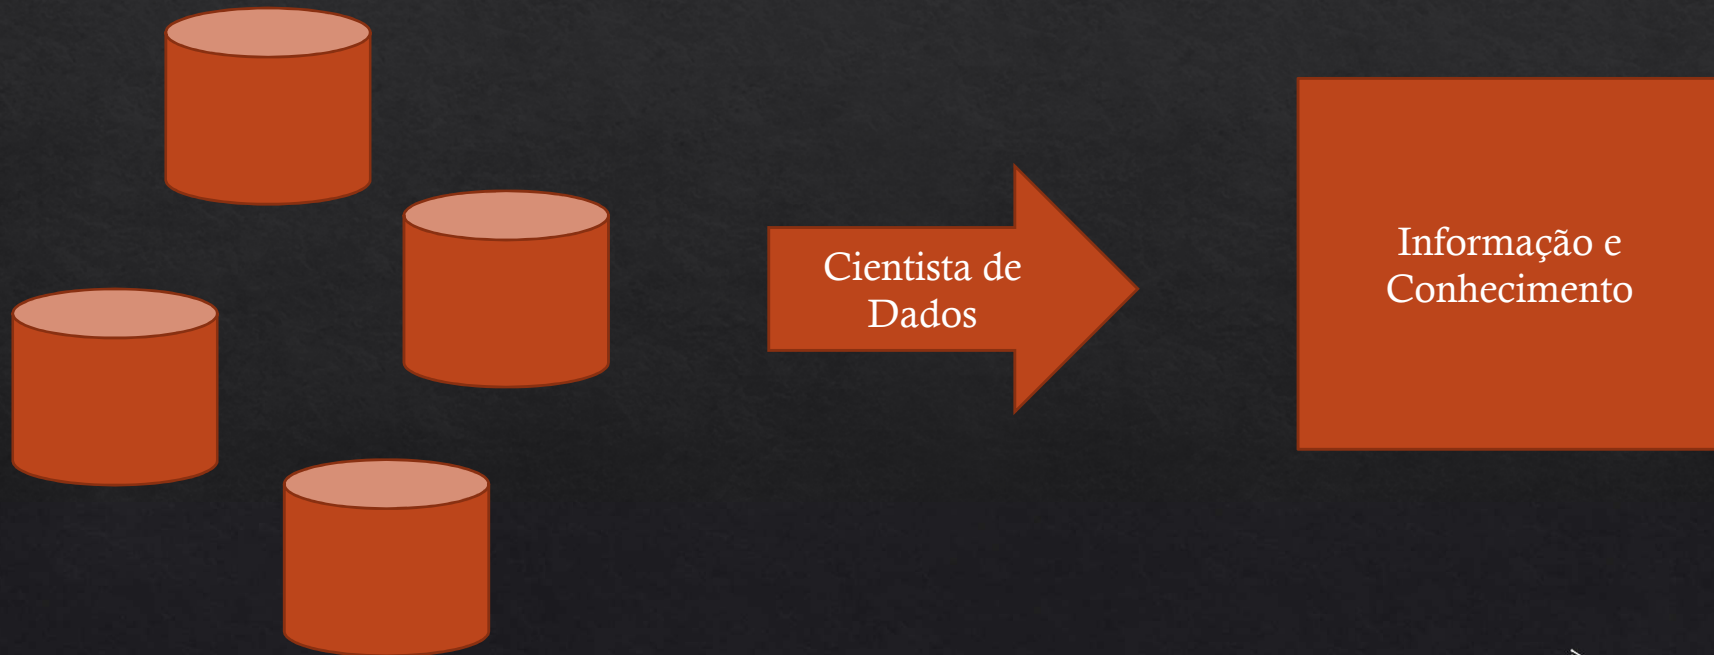 Cientista de
Dados
Informação e
Conhecimento